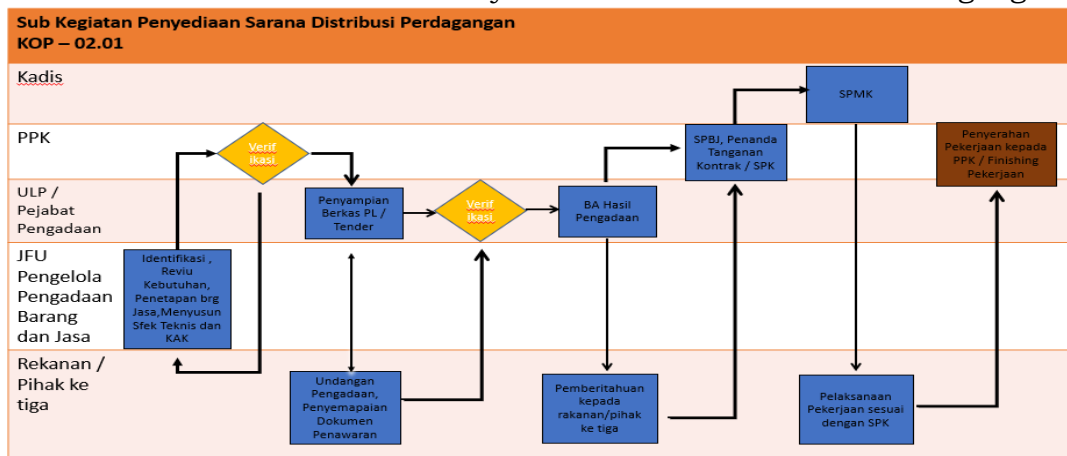 Sub Kegiatan Penyediaan Sarana Distribusi Perdagangan
KOP – 02.01
Kadis
SPMK
PPK
Verif
ikasi
SPBJ, Penanda
Tanganan
Kontrak / SPK
Penyerahan
Pekerjaan kepada
PPK / Finishing
Pekerjaan
ULP /
Pejabat
Pengadaan
Penyampian
Berkas PL /
Tender
Verif
ikasi
BA Hasil
Pengadaan
JFU
Pengelola
Pengadaan
Barang
dan Jasa
Identifikasi ,
Reviu
Kebutuhan,
Penetapan brg
Jasa,Menyusun
Sfek Teknis dan
KAK
Rekanan /
Pihak ke
tiga
Undangan
Pengadaan,
Penyemapaian
Dokumen
Penawaran
Pemberitahuan
kepada
rakanan/pihak
ke tiga
Pelaksanaan
Pekerjaan sesuai
dengan SPK